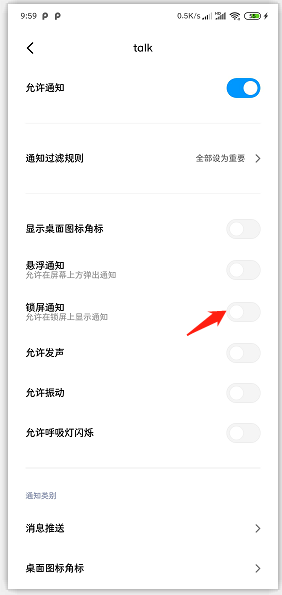 9:59 P P 0.5K/s
talk
允许通知
通知过滤规则 全部设为重要
显示桌面图标角标
悬浮通知
允许在屏幕上方弹出通知
锁屏通知
允许在锁屏上显示通知
允许发声
允许振动
允许呼吸灯闪烁
通知类别
消息推送
桌面图标角标